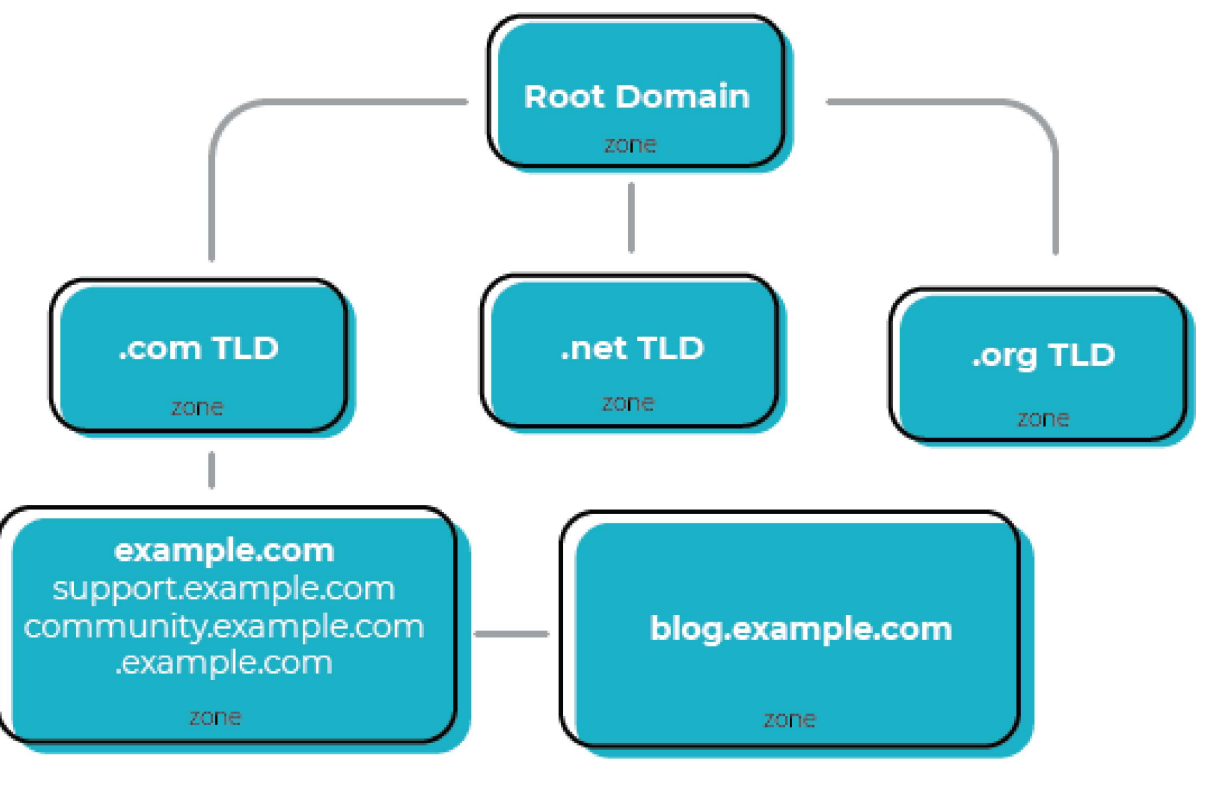 Root Domain
zone
.com TLD
zone
.net TLD
zone
.org TLD
zone
example.com
support.example.com
community.example.com
.example.com
zone
blog.example.com
zone